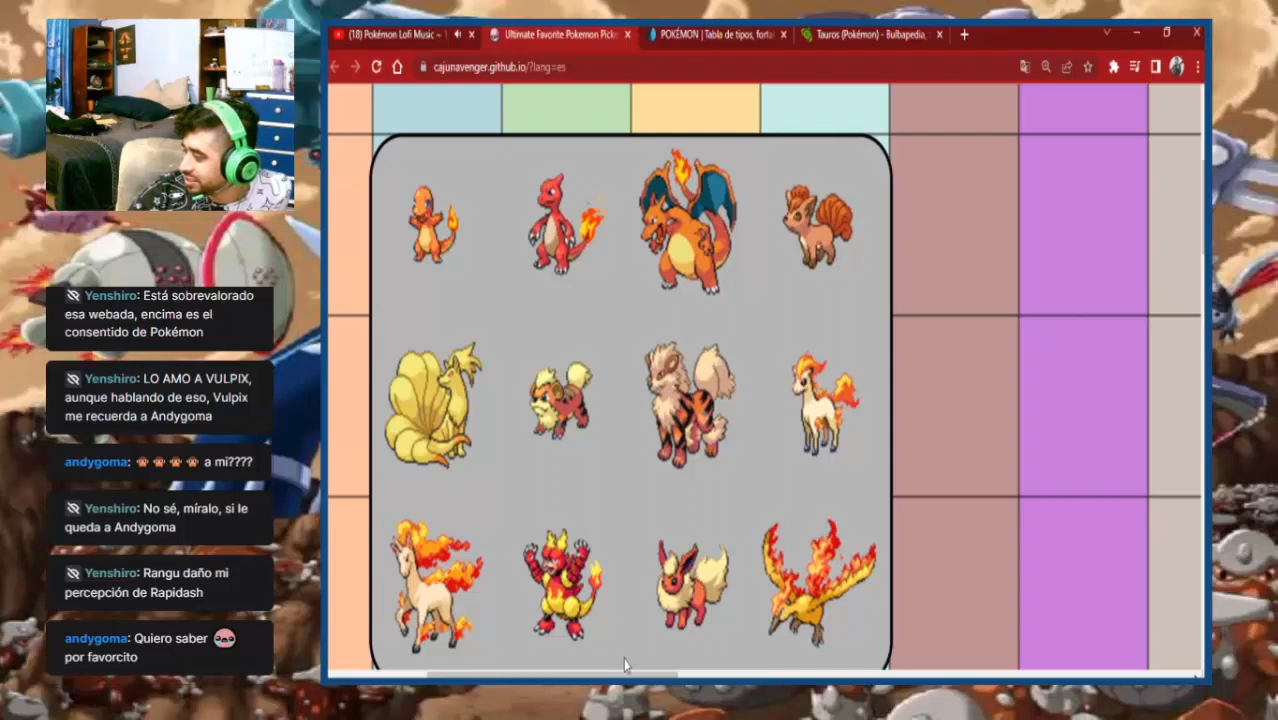 (18) Pokémon Lofi Music
Ultimate Favorite Pokemon Pick
POKÉMON | Tabla de tipos, fortal
Tauros (Pokémon) - Bulbapedia,
cajunavenger.github.io/?lang=es
Yenshiro: Está sobrevalorado
esa webada, encima es el
consentido de Pokémon
Yenshiro: LO AMO A VULPIX,
aunque hablando de eso, Vulpix
me recuerda a Andygoma
andygoma: a mi????
Yenshiro: No sé, míralo, si le
queda a Andygoma
Yenshiro: Rangu daño mi
percepción de Rapidash
andygoma: Quiero saber
por favorcito